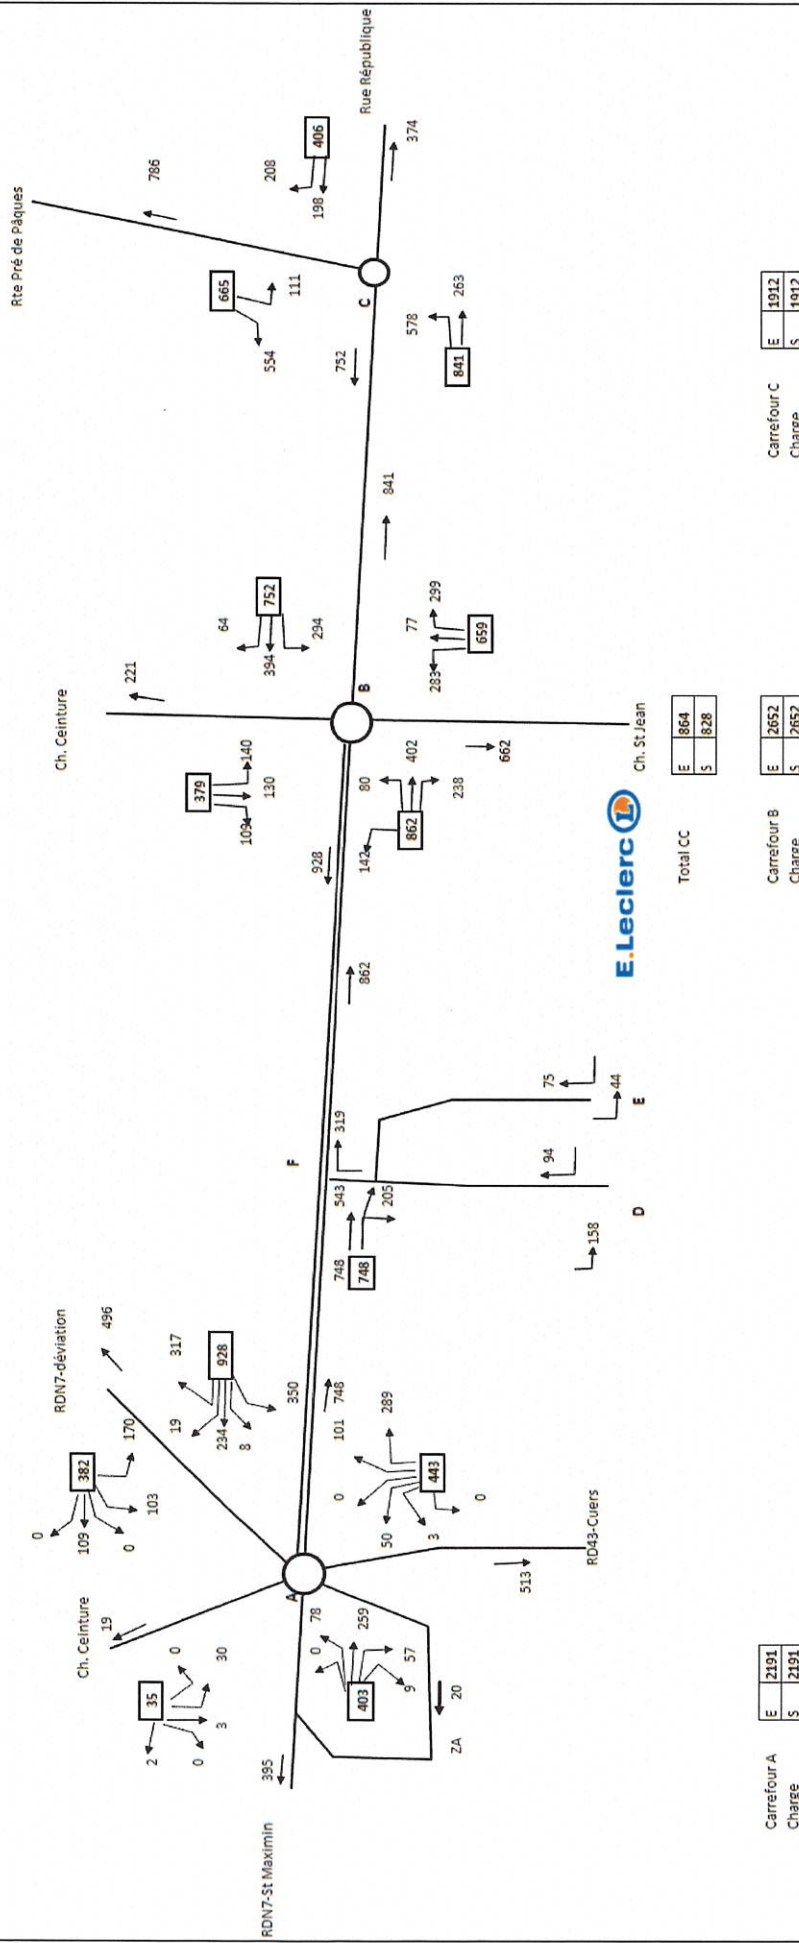 Rte Pré de Pâques
Rue République
786
208
406
198
374
665
111
554
C
752
578
263
841
841
Ch. Ceinture
221
64
752
394
294
B
77
299
283
659
379
140
130
109
80
402
238
142
862
662
928
862
Ch. St Jean
E.Leclerc L
Total CC
E 864
S 828
F
319
543
205
748
748
75
44
E
94
158
D
RDN7-déviation
496
317
928
19
234
8
350
748
382
170
0
109
0
103
101
289
0
443
50
3
0
RD43-Cuers
513
A
Ch. Ceinture
19
0
35
30
2
3
0
78
0
259
403
57
9
20
ZA
395
RDN7-St Maximin
Carrefour A
E 2191
Charge
S 2191
Carrefour B
E 2652
Charge
S 2652
Carrefour C
E 1912
Charge
S 1912